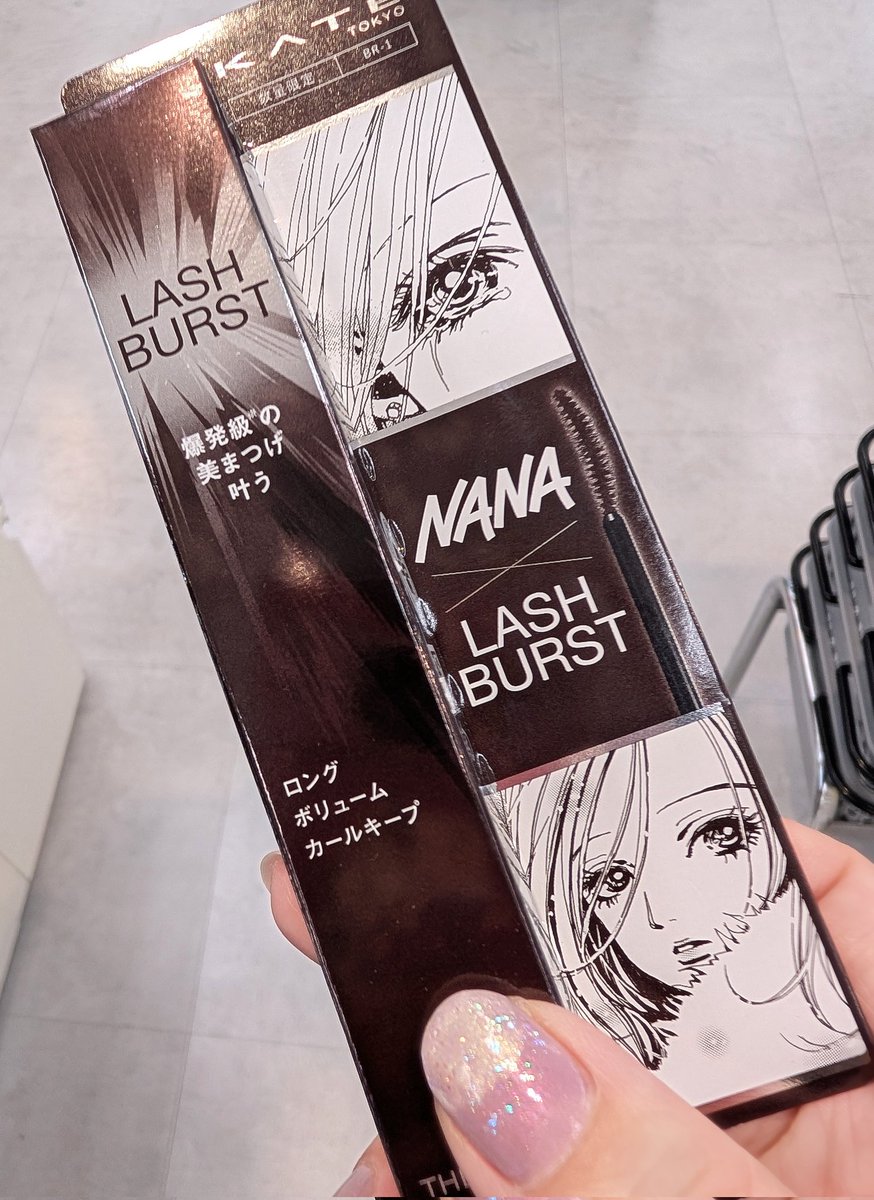 KATE
TOKYO
数量限定
BR-1
LASH
BURST
爆発級※の
美まつげ
叶う
ロング
ボリューム
カールキープ
NANA
×
LASH
BURST